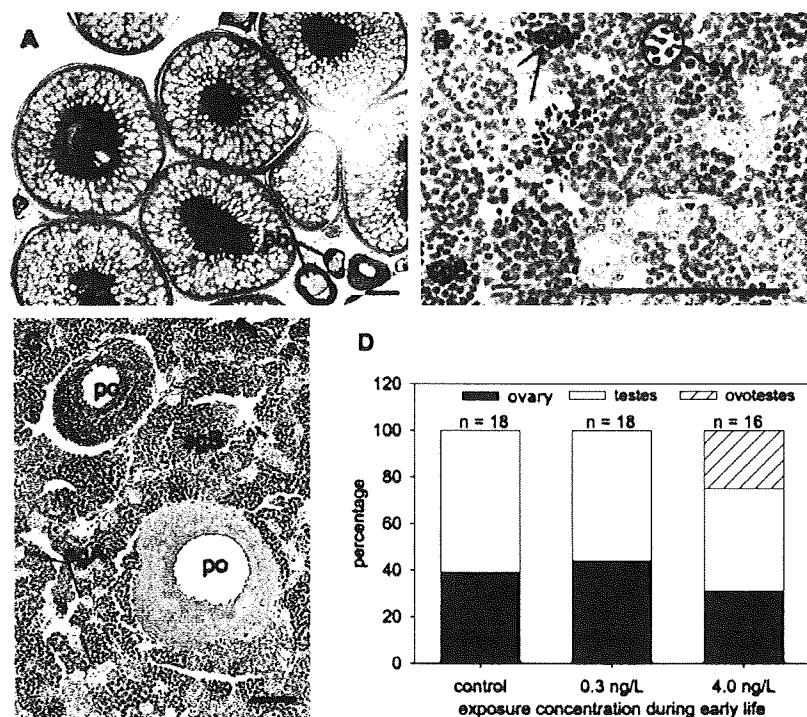 A
po
po
D
120
100
80
60
40
20
0
percentage
ovary
testes
ovotestes
n = 18
n = 18
n = 16
control
0.3 ng/L
4.0 ng/L
exposure concentration during early life